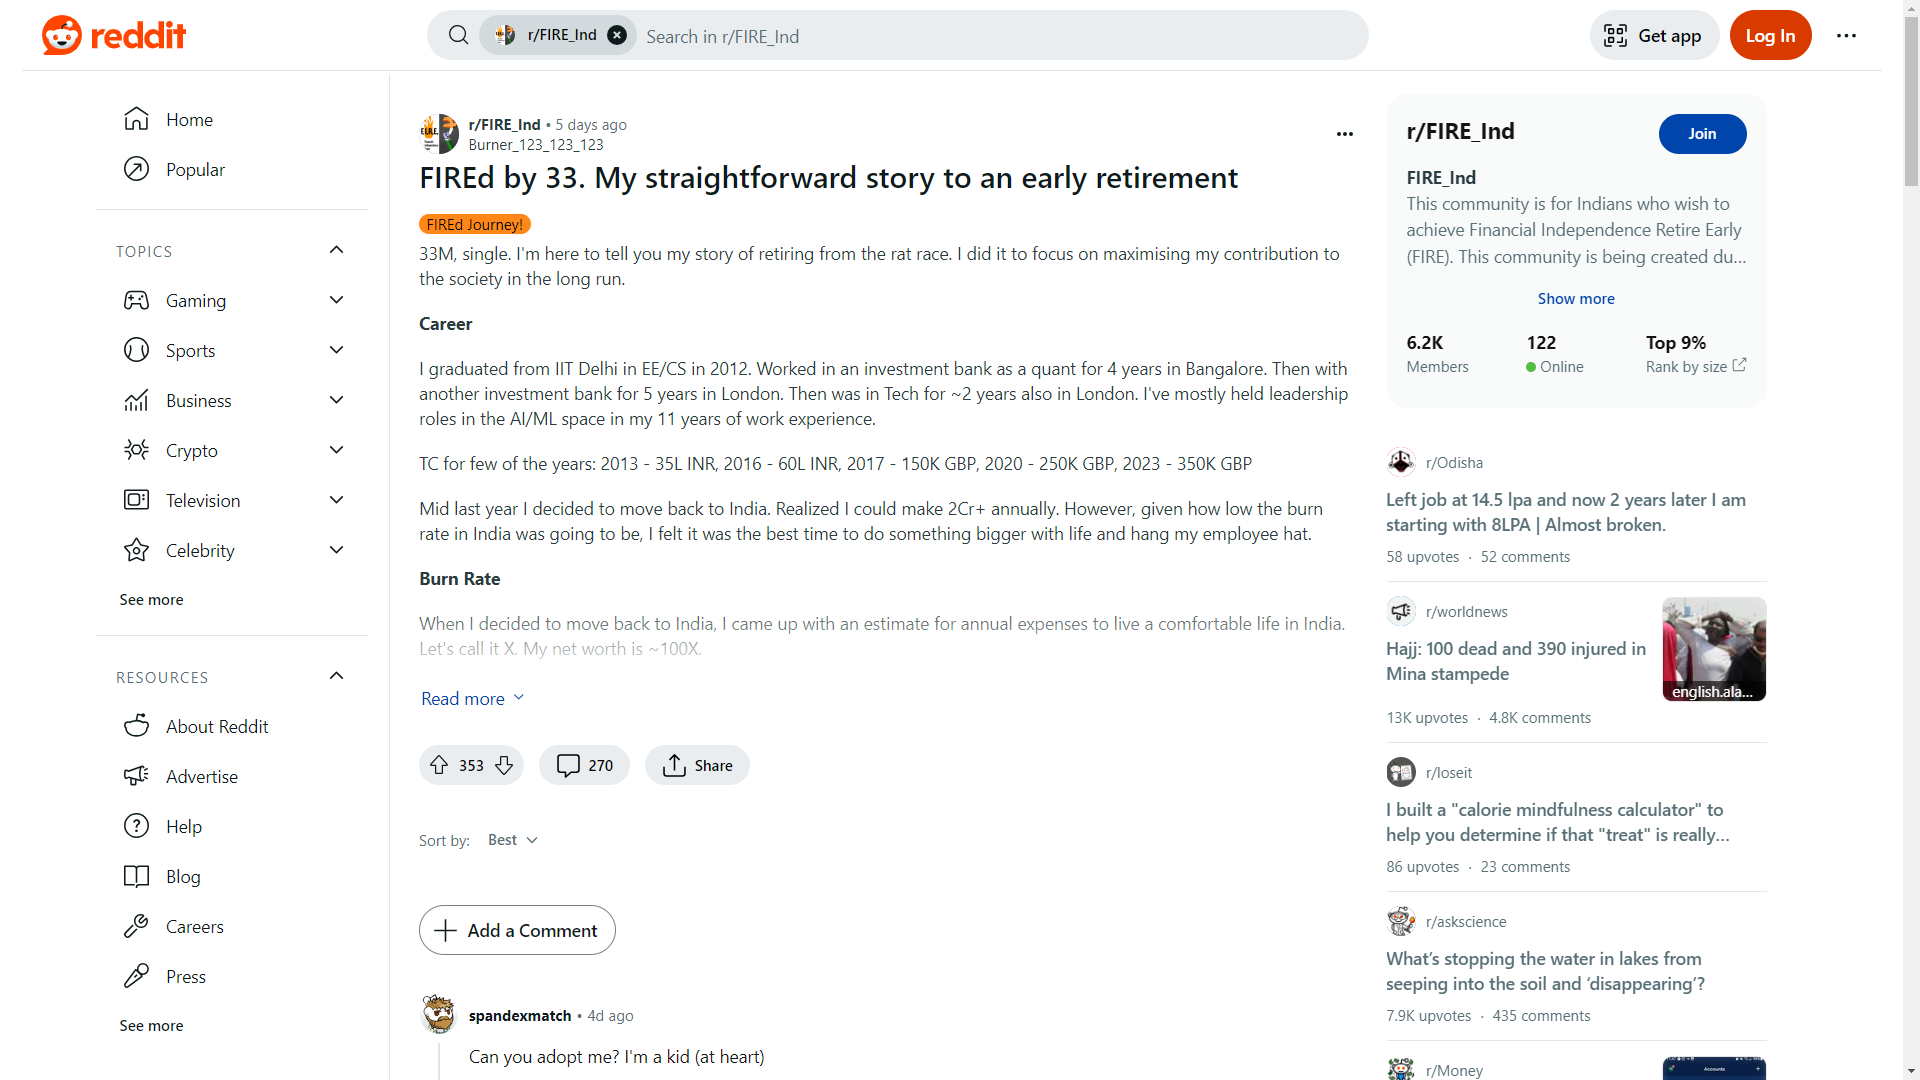 reddit
r/FIRE_Ind
Search in r/FIRE_Ind
Get app
Log In
Home
Popular
TOPICS
Gaming
Sports
Business
Crypto
Television
Celebrity
See more
RESOURCES
About Reddit
Advertise
Help
Blog
Careers
Press
See more
r/FIRE_Ind • 5 days ago
Burner_123_123_123
FIREd by 33. My straightforward story to an early retirement
FIREd Journey!
33M, single. I'm here to tell you my story of retiring from the rat race. I did it to focus on maximising my contribution to
the society in the long run.
Career
I graduated from IIT Delhi in EE/CS in 2012. Worked in an investment bank as a quant for 4 years in Bangalore. Then with
another investment bank for 5 years in London. Then was in Tech for ~2 years also in London. I've mostly held leadership
roles in the AI/ML space in my 11 years of work experience.
TC for few of the years: 2013 - 35L INR, 2016 - 60L INR, 2017 - 150K GBP, 2020 - 250K GBP, 2023 - 350K GBP
Mid last year I decided to move back to India. Realized I could make 2Cr+ annually. However, given how low the burn
rate in India was going to be, I felt it was the best time to do something bigger with life and hang my employee hat.
Burn Rate
When I decided to move back to India, I came up with an estimate for annual expenses to live a comfortable life in India.
Let's call it X. My net worth is ~100X.
Read more
353
270
Share
Sort by: Best
Add a Comment
spandexmatch • 4d ago
Can you adopt me? I'm a kid (at heart)
r/FIRE_Ind
Join
FIRE_Ind
This community is for Indians who wish to
achieve Financial Independence Retire Early
(FIRE). This community is being created du...
Show more
6.2K 122 Top 9%
Members Online Rank by size
r/Odisha
Left job at 14.5 lpa and now 2 years later I am
starting with 8LPA | Almost broken.
58 upvotes · 52 comments
r/worldnews
Hajj: 100 dead and 390 injured in
Mina stampede
english.ala...
13K upvotes · 4.8K comments
r/loseit
I built a "calorie mindfulness calculator" to
help you determine if that "treat" is really...
86 upvotes · 23 comments
r/askscience
What’s stopping the water in lakes from
seeping into the soil and ‘disappearing’?
7.9K upvotes · 435 comments
r/Money
Accounts